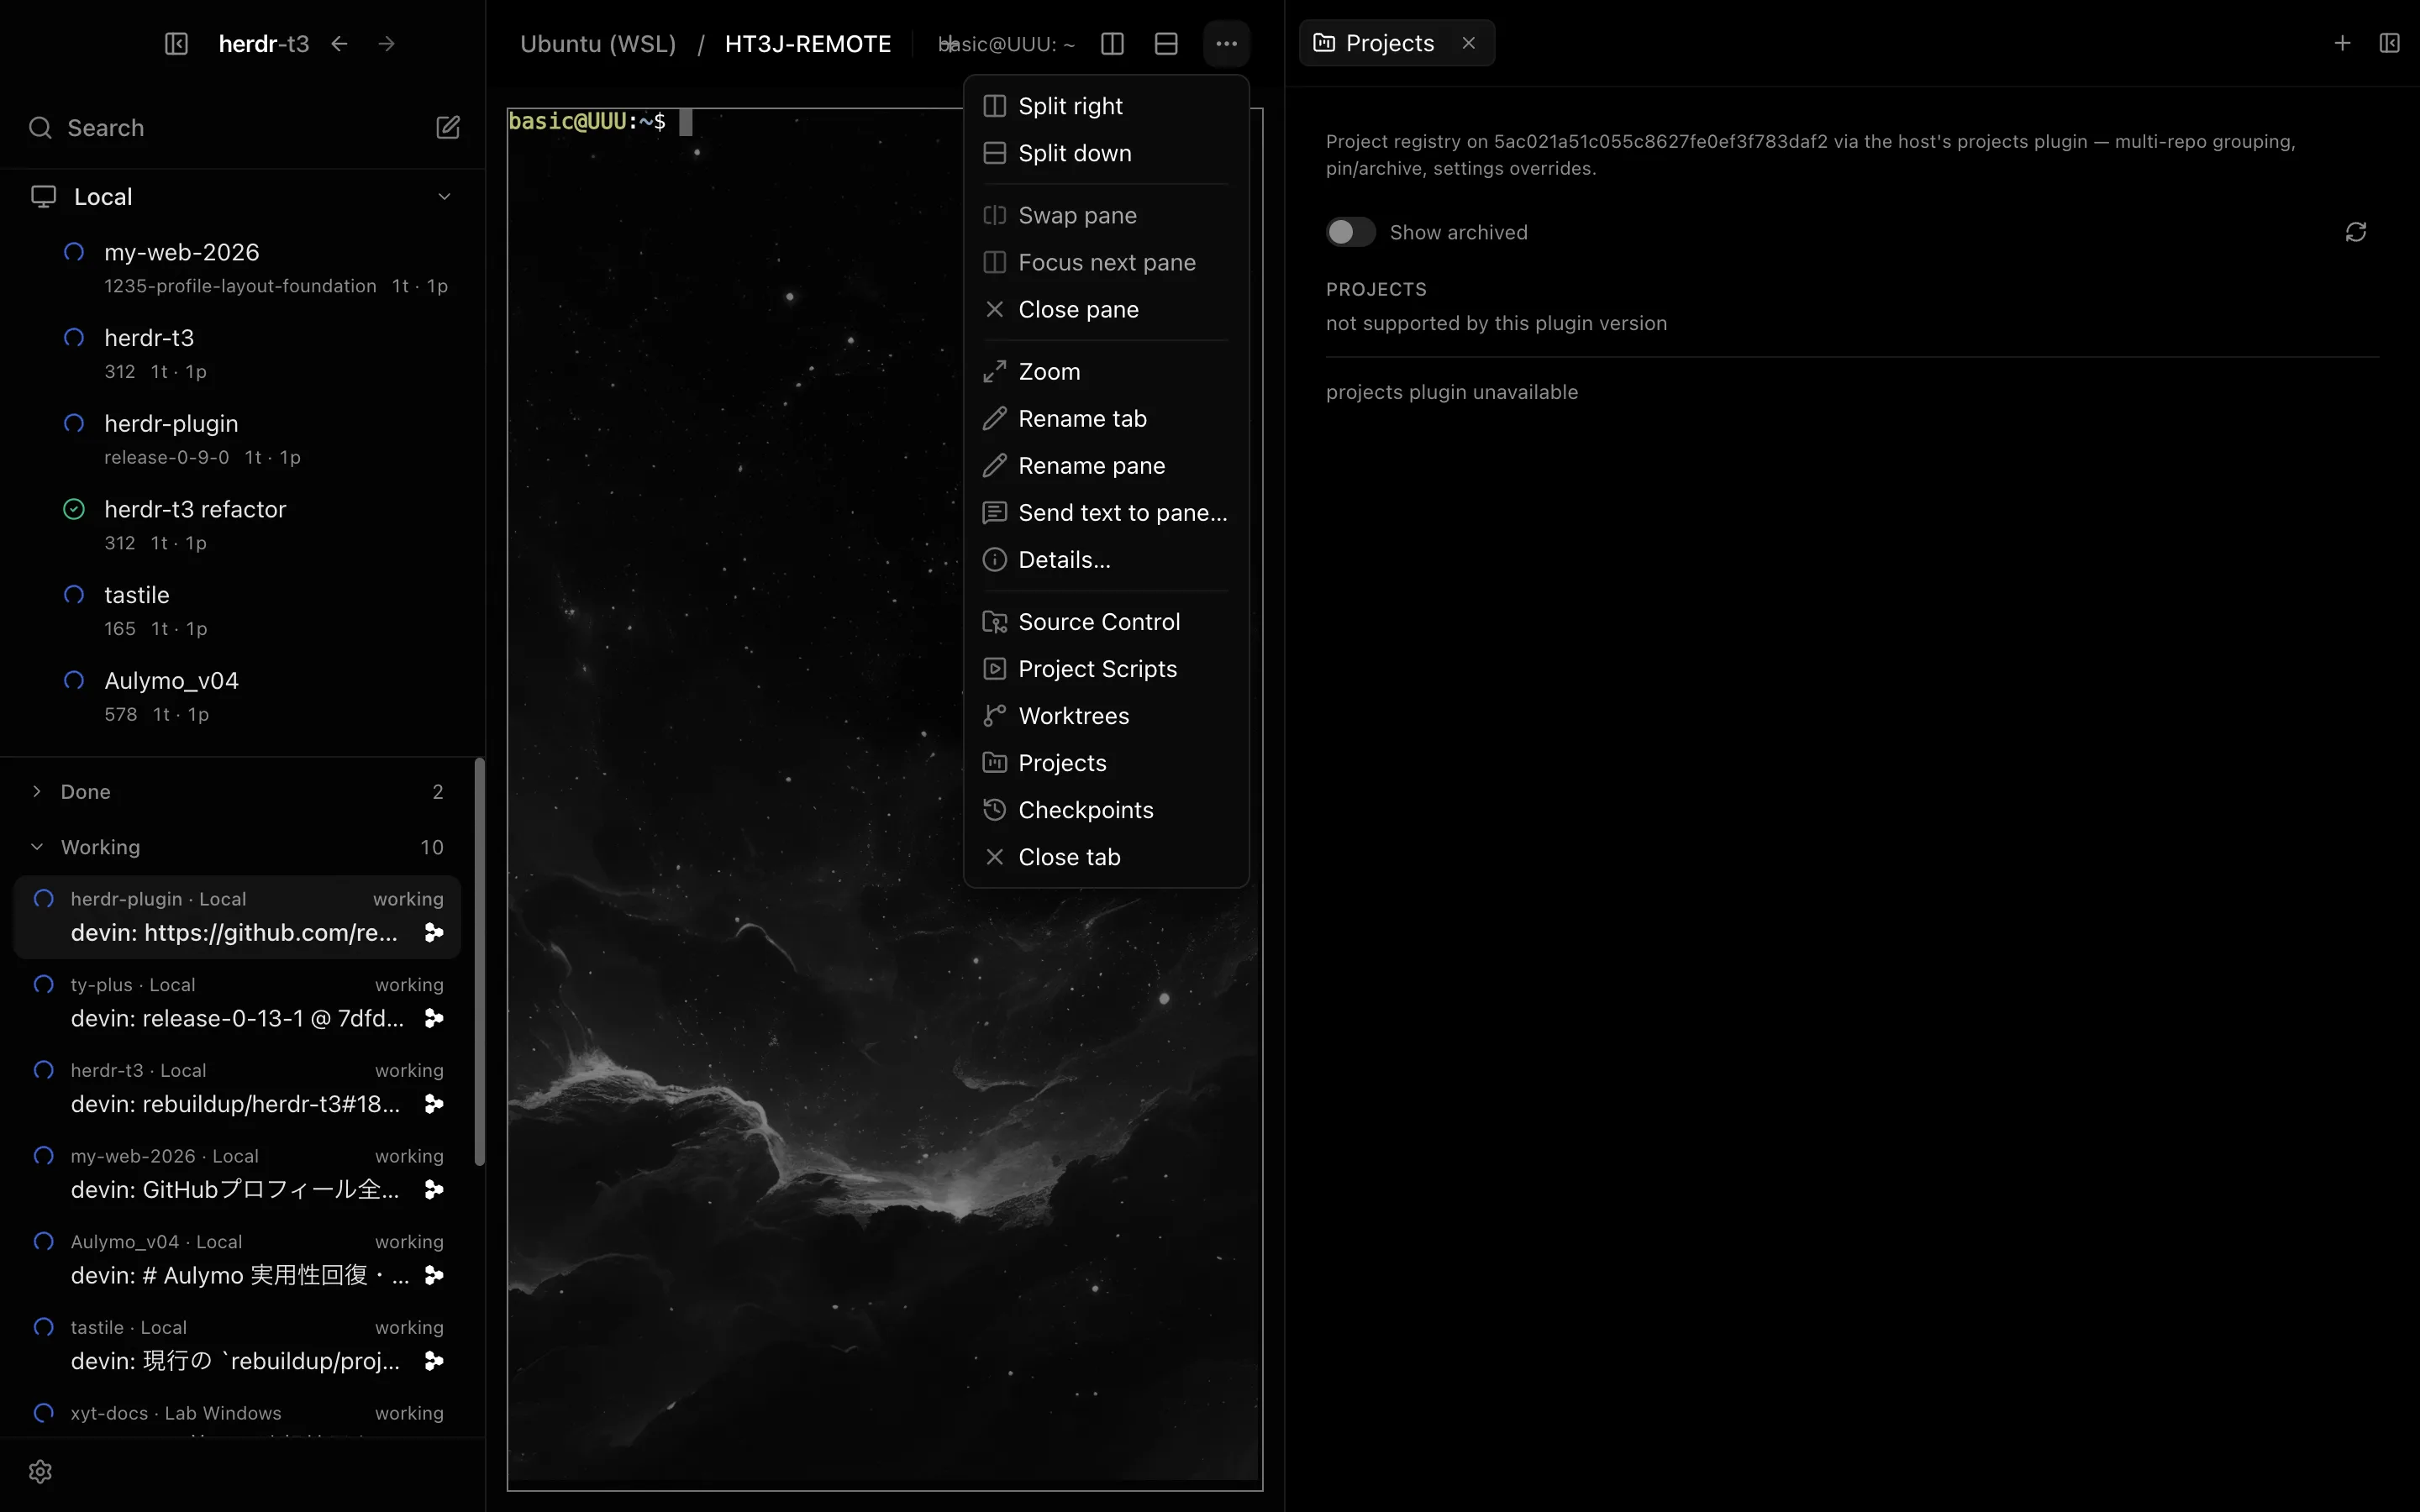 herdr-t3
Search
Local
my-web-2026
1235-profile-layout-foundation 1t · 1p
herdr-t3
312 1t · 1p
herdr-plugin
release-0-9-0 1t · 1p
herdr-t3 refactor
312 1t · 1p
tastile
165 1t · 1p
Aulymo_v04
578 1t · 1p
Done 2
Working 10
herdr-plugin · Local working
devin: https://github.com/re...
ty-plus · Local working
devin: release-0-13-1 @ 7dfd...
herdr-t3 · Local working
devin: rebuildup/herdr-t3#18...
my-web-2026 · Local working
devin: GitHubプロフィール全...
Aulymo_v04 · Local working
devin: # Aulymo 実用性回復・...
tastile · Local working
devin: 現行の `rebuildup/proj...
xyt-docs · Lab Windows working
Ubuntu (WSL) / HT3J-REMOTE basic@UUU: ~
basic@UUU:~$
Split right
Split down
Swap pane
Focus next pane
Close pane
Zoom
Rename tab
Rename pane
Send text to pane...
Details...
Source Control
Project Scripts
Worktrees
Projects
Checkpoints
Close tab
Projects
Project registry on 5ac021a51c055c8627fe0ef3f783daf2 via the host's projects plugin — multi-repo grouping,
pin/archive, settings overrides.
Show archived
PROJECTS
not supported by this plugin version
projects plugin unavailable